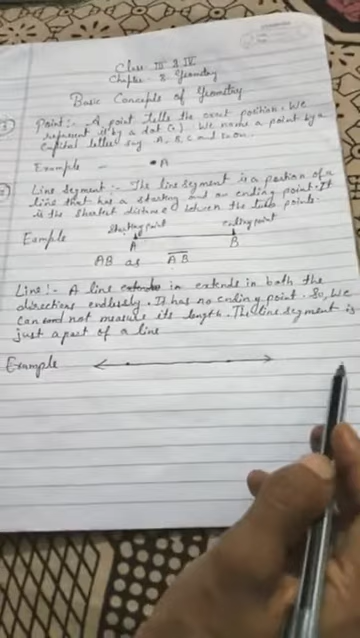 Class III & IV
Chapter - 8 Geometry
Basic Concepts of Geometry
Point :- A point tells the exact position. We
represent it by a dot (.). We name a point by a
capital letter say A, B, C and so on.
Example - • A
Line Segment :- The line segment is a portion of a
line that has a starting and an ending point. It
is the shortest distance between the two points.
Starting point ending point
Example A B
AB as AB
Line :- A line in extends in both the
directions endlessly. It has no ending point. So, we
can not measure its length. The line segment is
just a part of a line
Example